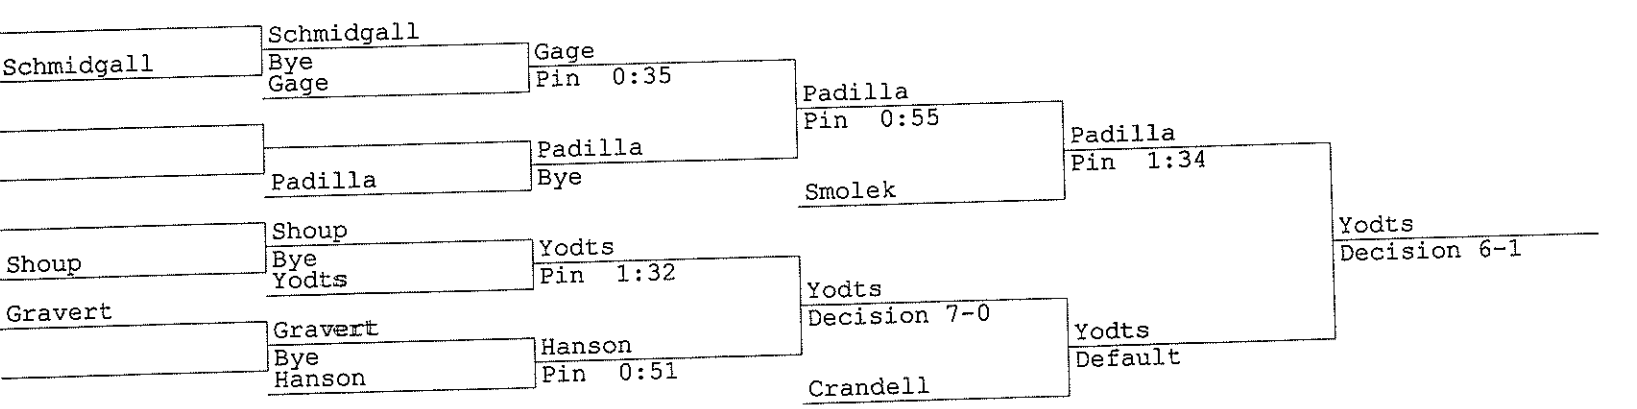 Schmidgall
Schmidgall
Bye
Gage
Gage
Pin 0:35
Padilla
Padilla
Bye
Padilla
Pin 0:55
Smolek
Padilla
Pin 1:34
Shoup
Shoup
Bye
Yodts
Yodts
Pin 1:32
Gravert
Gravert
Bye
Hanson
Hanson
Pin 0:51
Yodts
Decision 7-0
Crandell
Yodts
Default
Yodts
Decision 6-1